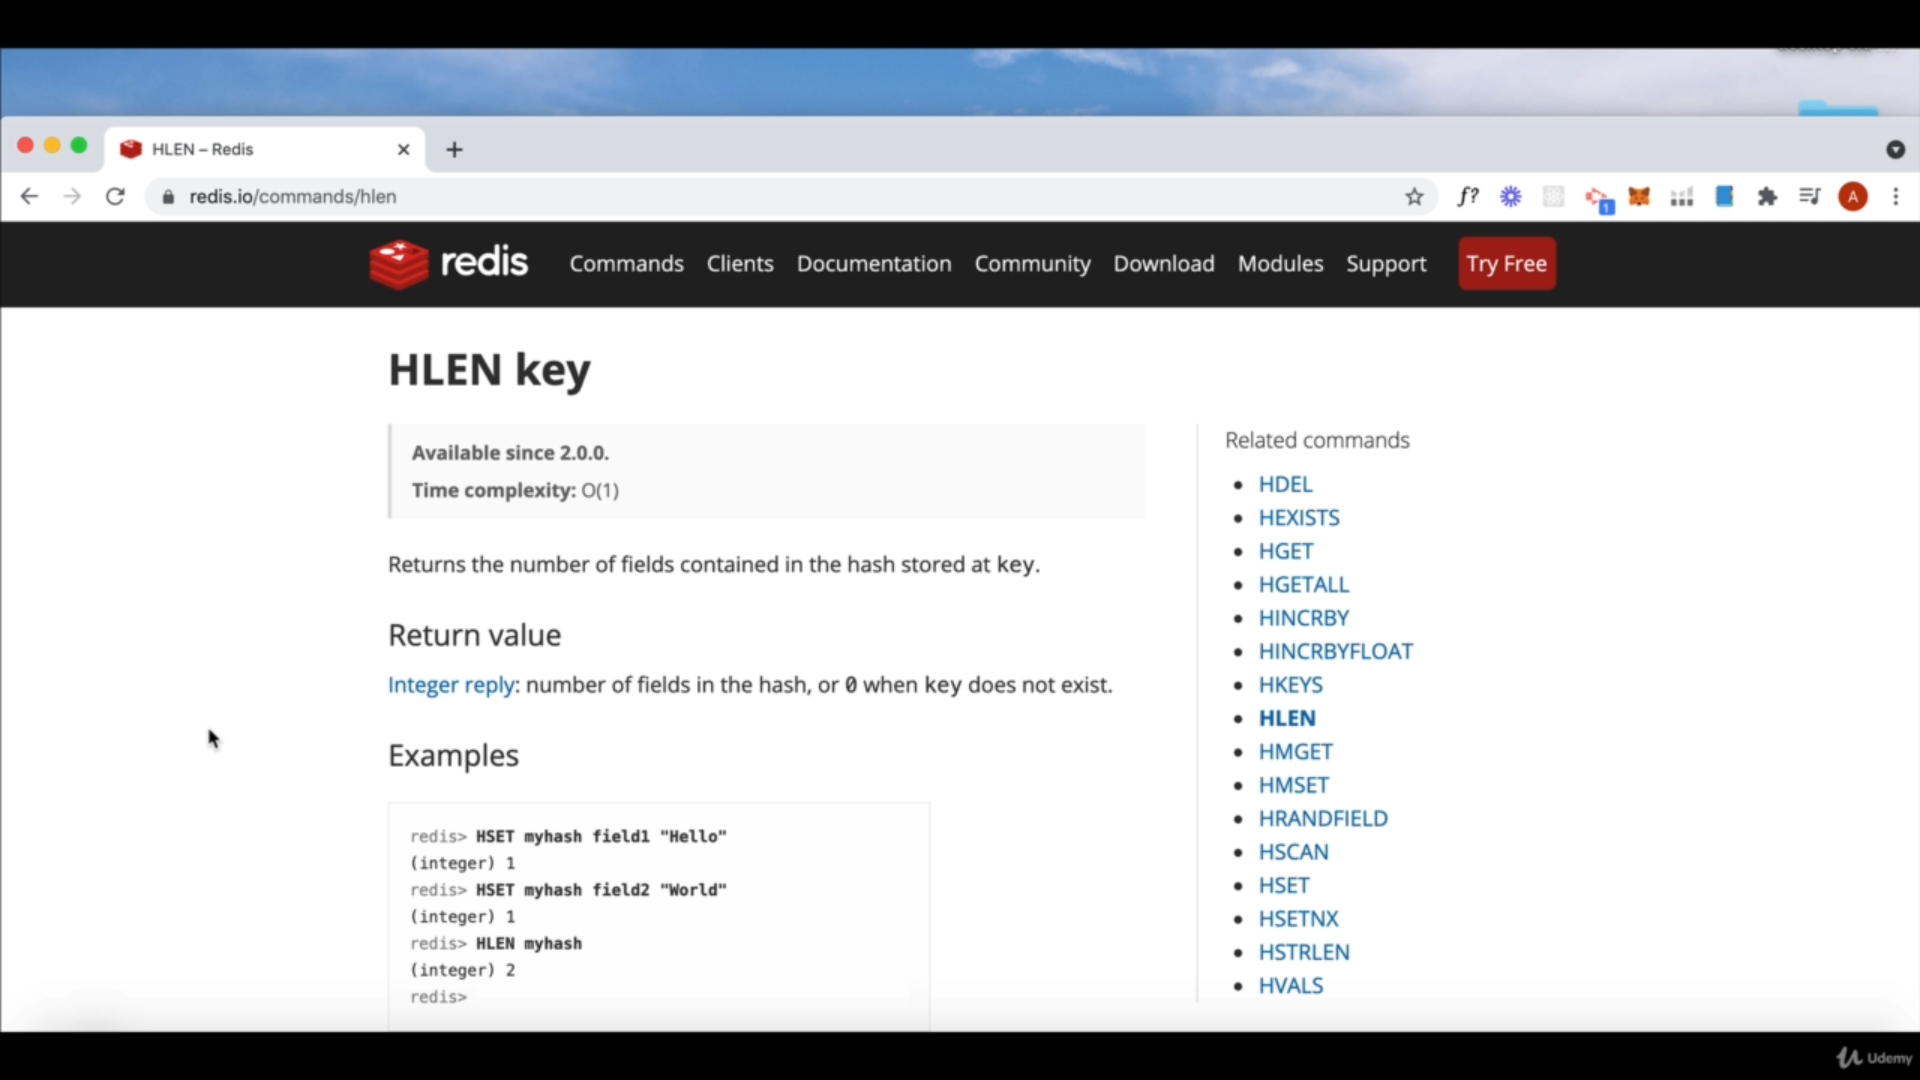 HLEN – Redis
redis.io/commands/hlen
f?
1
A
redis
Commands
Clients
Documentation
Community
Download
Modules
Support
Try Free
HLEN key
Available since 2.0.0.
Time complexity: O(1)
Returns the number of fields contained in the hash stored at key.
Return value
Integer reply: number of fields in the hash, or 0 when key does not exist.
Examples
redis> HSET myhash field1 "Hello"
(integer) 1
redis> HSET myhash field2 "World"
(integer) 1
redis> HLEN myhash
(integer) 2
redis>
Related commands
HDEL
HEXISTS
HGET
HGETALL
HINCRBY
HINCRBYFLOAT
HKEYS
HLEN
HMGET
HMSET
HRANDFIELD
HSCAN
HSET
HSETNX
HSTRLEN
HVALS
Udemy